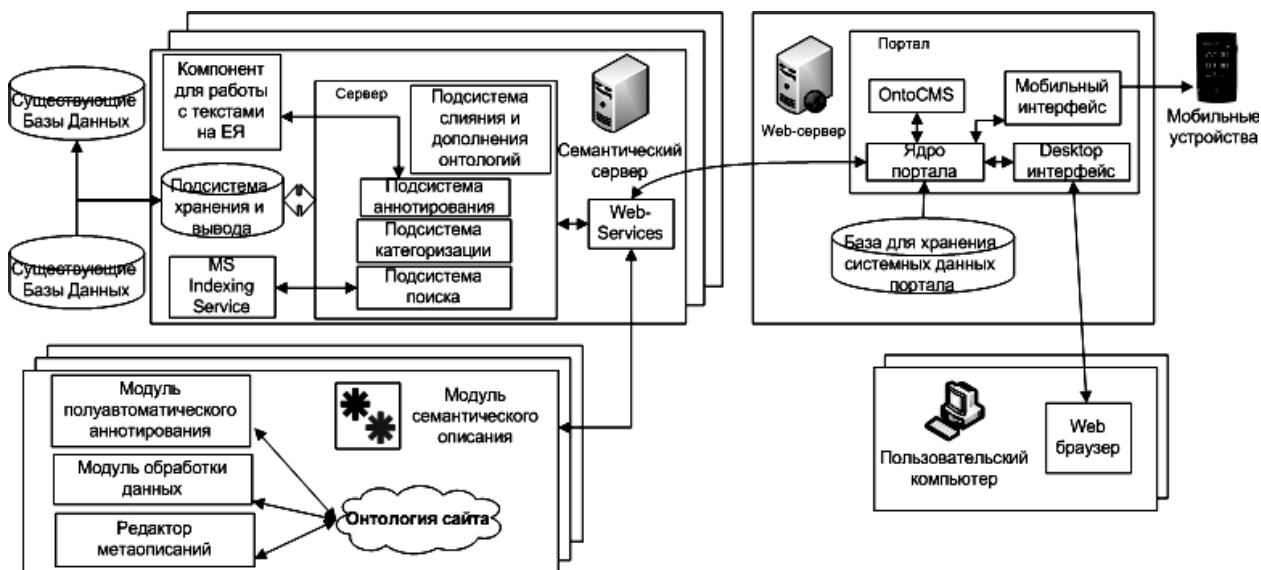 Существующие
Базы Данных
Существующие
Базы Данных
Компонент
для работы
с текстами
на ЕЯ
Подсистема
хранения и
вывода
MS
Indexing
Service
Сервер
Подсистема
слияния и
дополнения
онтологий
Подсистема
аннотирования
Подсистема
категоризации
Подсистема
поиска
Семантический
сервер
Web-
Services
Web-сервер
Портал
OntoCMS
Ядро
портала
Мобильный
интерфейс
Desktop
интерфейс
База для хранения
системных данных
портала
Мобильные
устройства
Модуль
полуавтоматического
аннотирования
Модуль обработки
данных
Редактор
метаописаний
Модуль
семантического
описания
Онтология сайта
Пользовательский
компьютер
Web
браузер